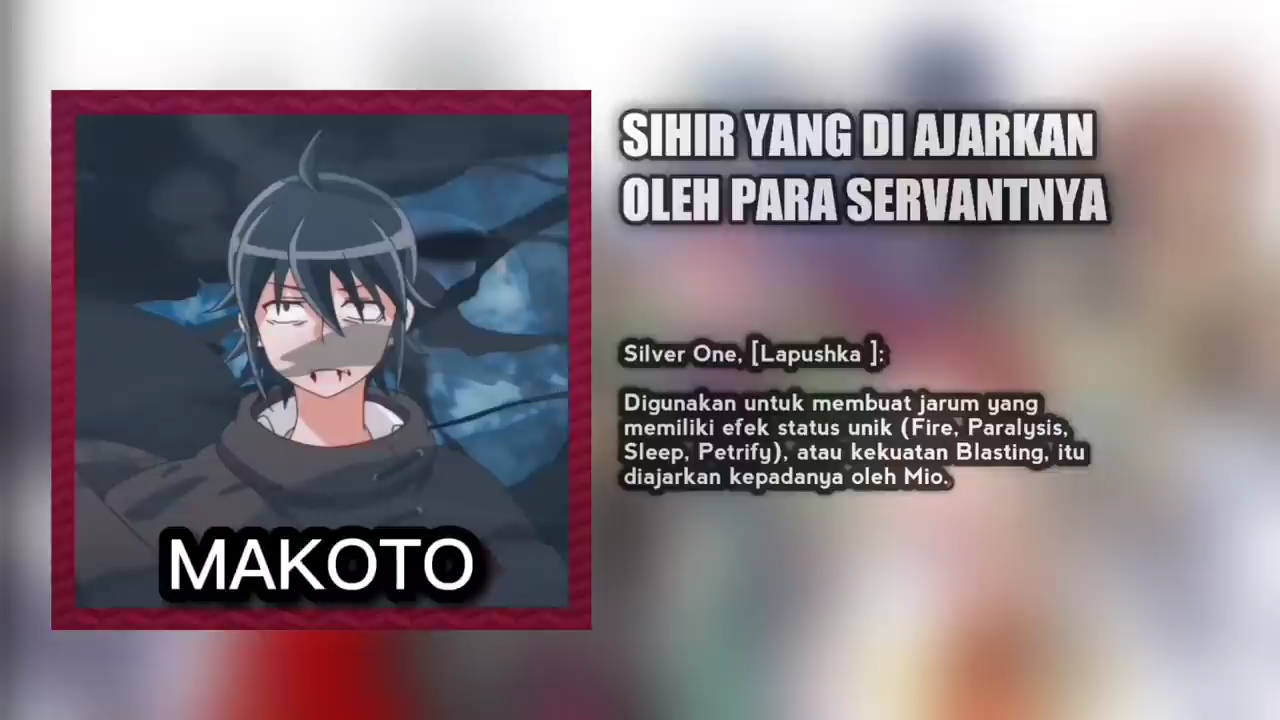 SIHIR YANG DI AJARKAN
OLEH PARA SERVANTNYA
Silver One, [Lapushka ]:
Digunakan untuk membuat jarum yang
memiliki efek status unik (Fire, Paralysis,
Sleep, Petrify), atau kekuatan Blasting, itu
diajarkan kepadanya oleh Mio.
MAKOTO